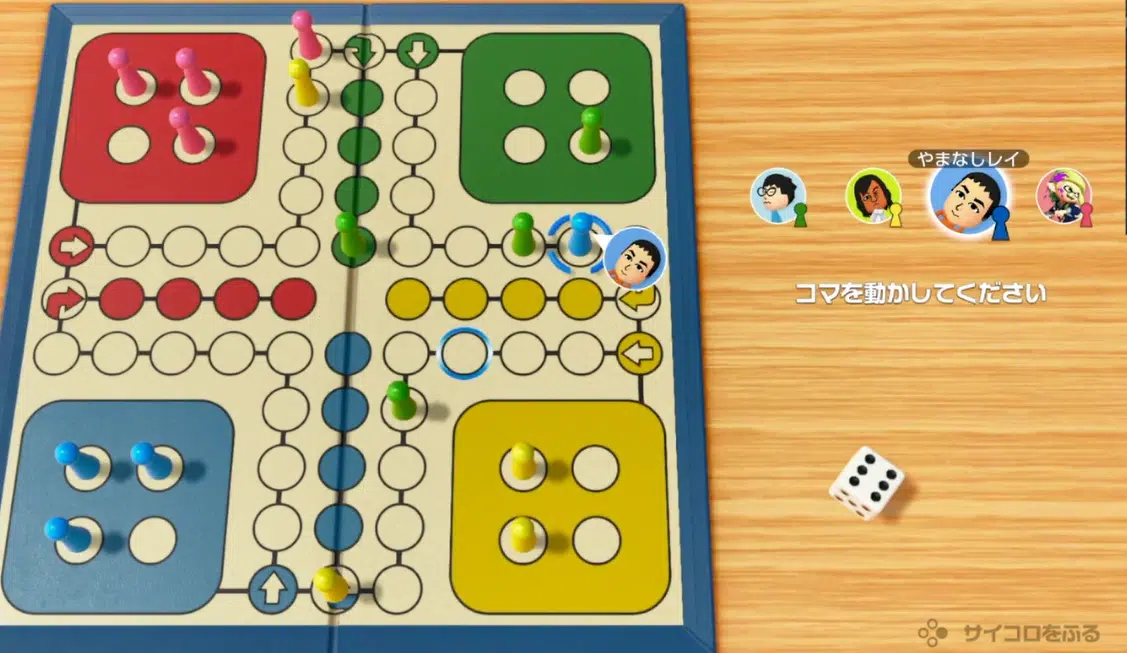 やまなしレイ
コマを動かしてください
サイコロをふる